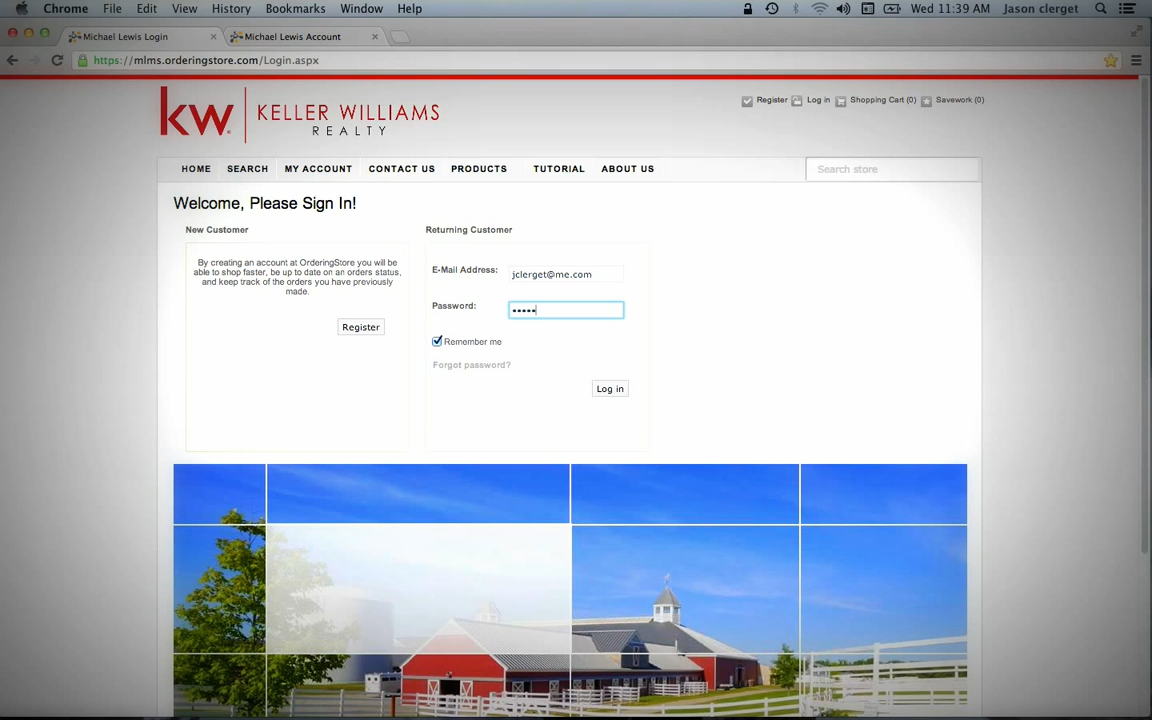 Chrome File Edit View History Bookmarks Window Help Wed 11:39 AM Jason clerget
Michael Lewis Login Michael Lewis Account
https://mlms.orderingstore.com/Login.aspx
kw KELLER WILLIAMS
REALTY
Register Log in Shopping Cart (0) Savework (0)
HOME SEARCH MY ACCOUNT CONTACT US PRODUCTS TUTORIAL ABOUT US Search store
Welcome, Please Sign In!
New Customer
By creating an account at OrderingStore you will be
able to shop faster, be up to date on an orders status,
and keep track of the orders you have previously
made.
Register
Returning Customer
E-Mail Address: jclerget@me.com
Password: •••••
Remember me
Forgot password?
Log in